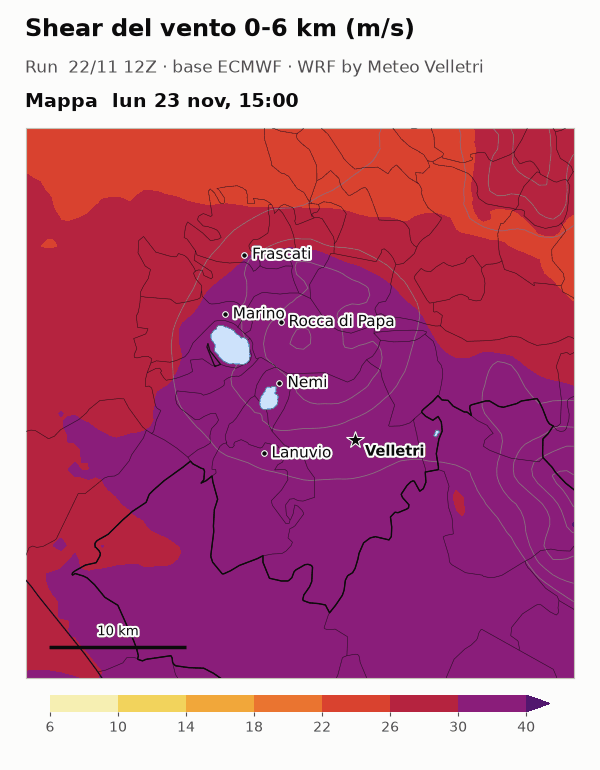 Shear del vento 0-6 km (m/s)
Run  22/11 12Z · base ECMWF · WRF by Meteo Velletri
Mappa  lun 23 nov, 15:00
Frascati
Marino
Rocca di Papa
Nemi
Velletri
Lanuvio
10 km
6 10 14 18 22 26 30 40